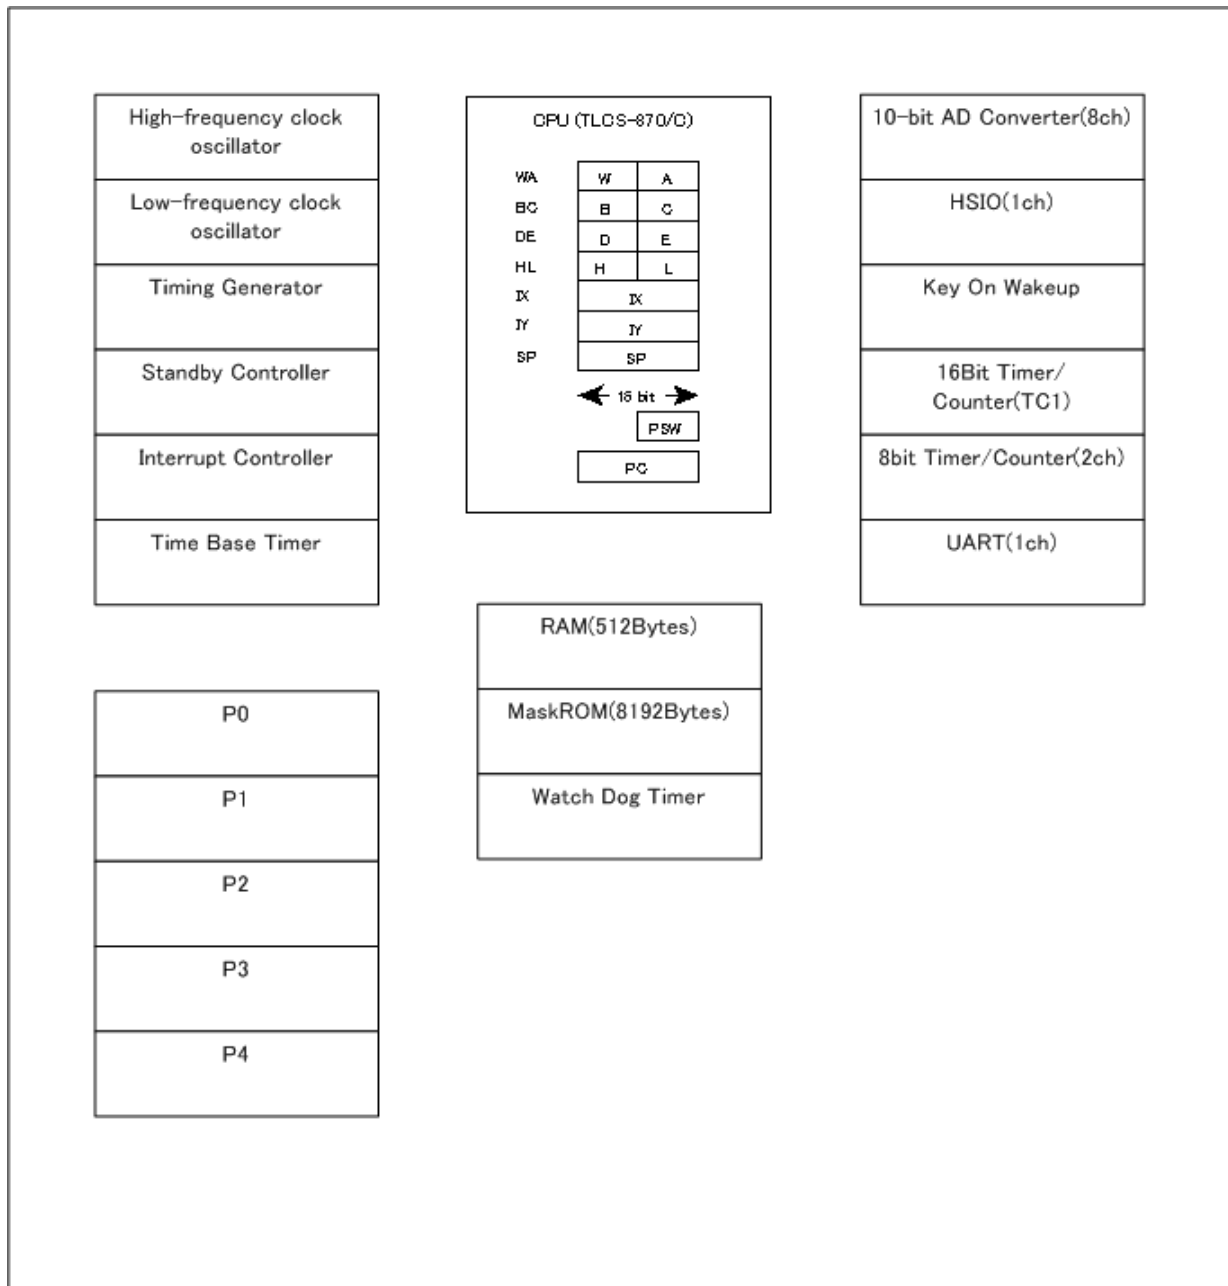 High-frequency clock
oscillator
Low-frequency clock
oscillator
Timing Generator
Standby Controller
Interrupt Controller
Time Base Timer
CPU (TLCS-870/C)
WA W A
BC B C
DE D E
HL H L
IX IX
IY IY
SP SP
16 bit
PSW
PC
10-bit AD Converter(8ch)
HSIO(1ch)
Key On Wakeup
16Bit Timer/
Counter(TC1)
8bit Timer/Counter(2ch)
UART(1ch)
RAM(512Bytes)
MaskROM(8192Bytes)
Watch Dog Timer
P0
P1
P2
P3
P4